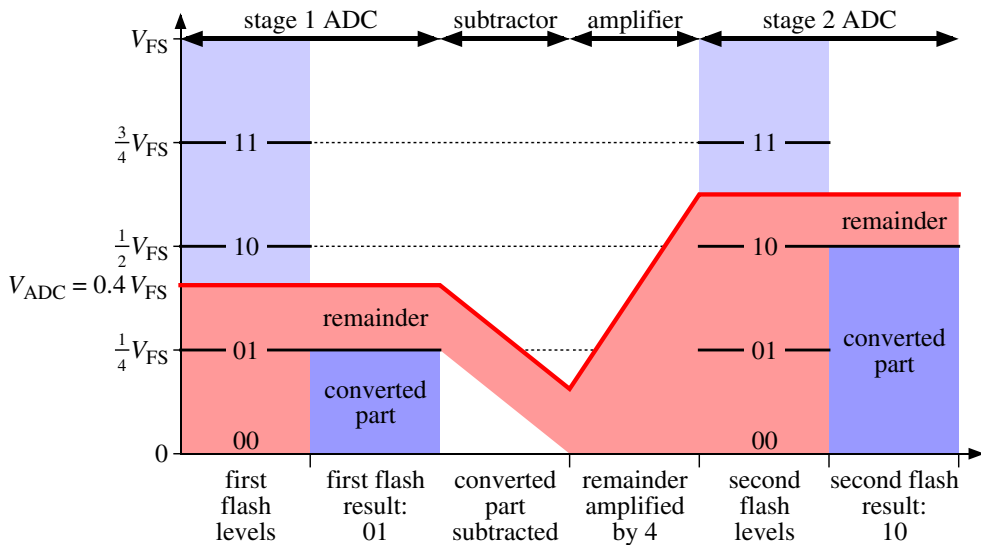 stage 1 ADC
subtractor
amplifier
stage 2 ADC
V_FS
3/4 V_FS
11
11
1/2 V_FS
10
10
remainder
V_ADC = 0.4 V_FS
remainder
1/4 V_FS
01
01
converted
part
converted
part
0
00
00
first
flash
levels
first flash
result:
01
converted
part
subtracted
remainder
amplified
by 4
second
flash
levels
second flash
result:
10